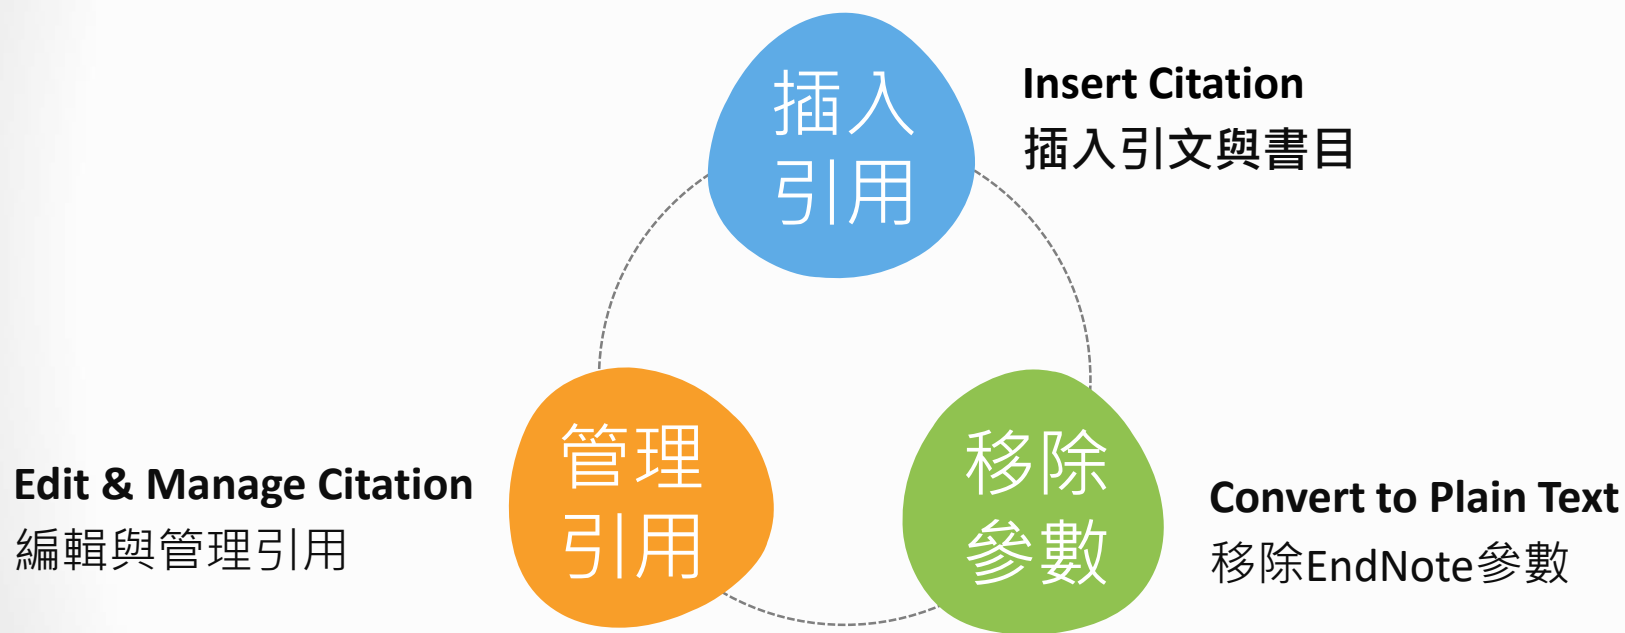 插入
引用
Insert Citation
插入引文與書目
管理
引用
Edit & Manage Citation
編輯與管理引用
移除
參數
Convert to Plain Text
移除EndNote參數